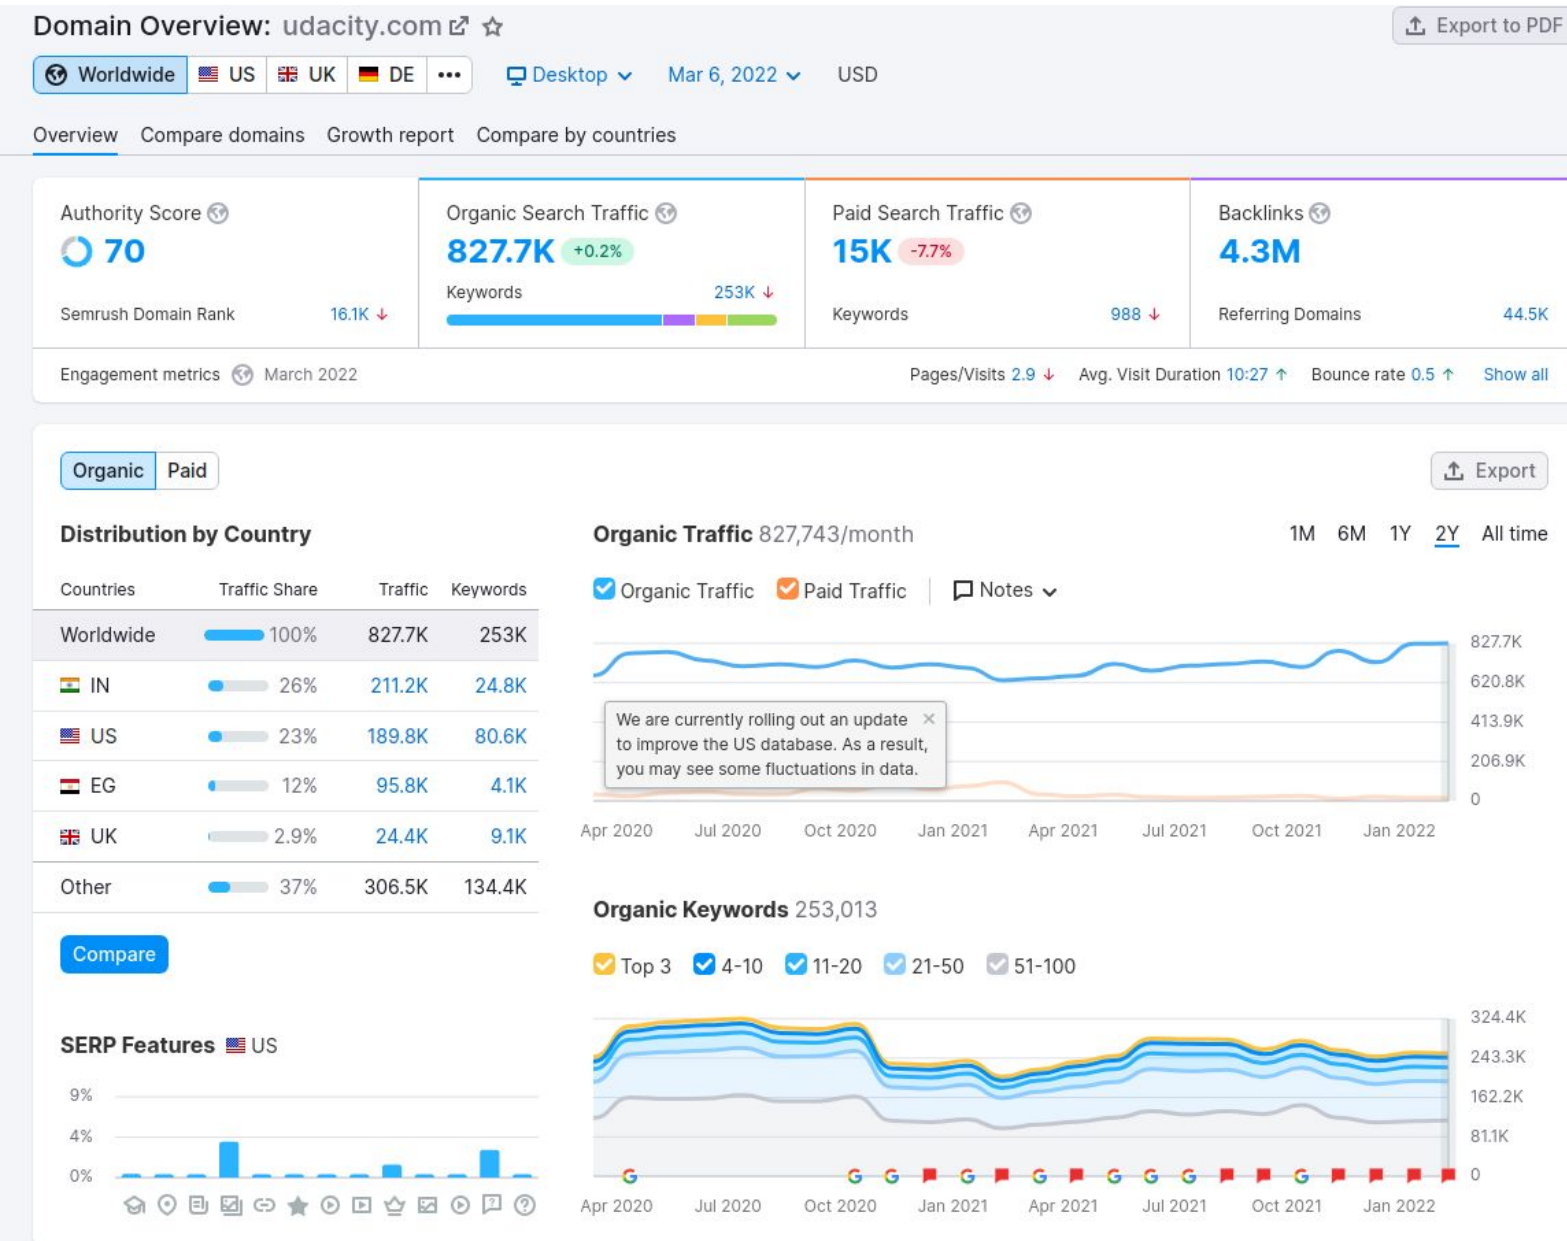 Domain Overview: udacity.com
Export to PDF
Worldwide US UK DE ••• Desktop Mar 6, 2022 USD
Overview Compare domains Growth report Compare by countries
Authority Score Organic Search Traffic Paid Search Traffic Backlinks
70 827.7K +0.2% 15K -7.7% 4.3M
Keywords 253K
Semrush Domain Rank 16.1K Keywords 988 Referring Domains 44.5K
Engagement metrics March 2022 Pages/Visits 2.9 Avg. Visit Duration 10:27 Bounce rate 0.5 Show all
Organic Paid Export
Distribution by Country
Countries Traffic Share Traffic Keywords
Worldwide 100% 827.7K 253K
IN 26% 211.2K 24.8K
US 23% 189.8K 80.6K
EG 12% 95.8K 4.1K
UK 2.9% 24.4K 9.1K
Other 37% 306.5K 134.4K
Compare
Organic Traffic 827,743/month 1M 6M 1Y 2Y All time
Organic Traffic Paid Traffic Notes
827.7K
620.8K
413.9K
206.9K
0
We are currently rolling out an update
to improve the US database. As a result,
you may see some fluctuations in data.
Apr 2020 Jul 2020 Oct 2020 Jan 2021 Apr 2021 Jul 2021 Oct 2021 Jan 2022
Organic Keywords 253,013
Top 3 4-10 11-20 21-50 51-100
324.4K
243.3K
162.2K
81.1K
0
Apr 2020 Jul 2020 Oct 2020 Jan 2021 Apr 2021 Jul 2021 Oct 2021 Jan 2022
SERP Features US
9%
4%
0%